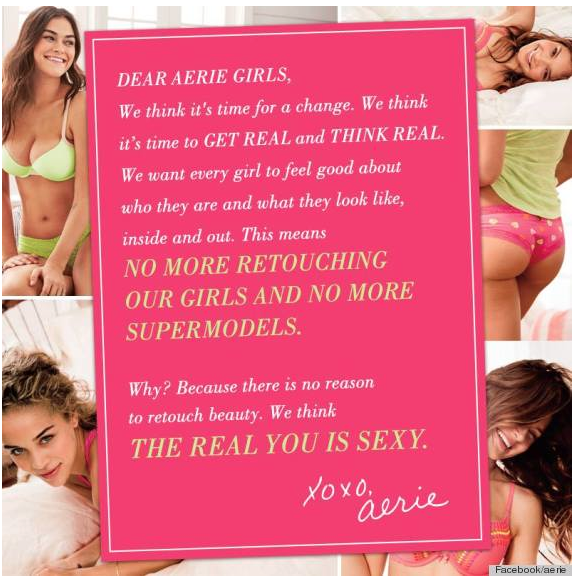 DEAR AERIE GIRLS,
We think it's time for a change. We think
it's time to GET REAL and THINK REAL.
We want every girl to feel good about
who they are and what they look like,
inside and out. This means
NO MORE RETOUCHING
OUR GIRLS AND NO MORE
SUPERMODELS.
Why? Because there is no reason
to retouch beauty. We think
THE REAL YOU IS SEXY.
xoxo,
aerie
Facebook/aerie